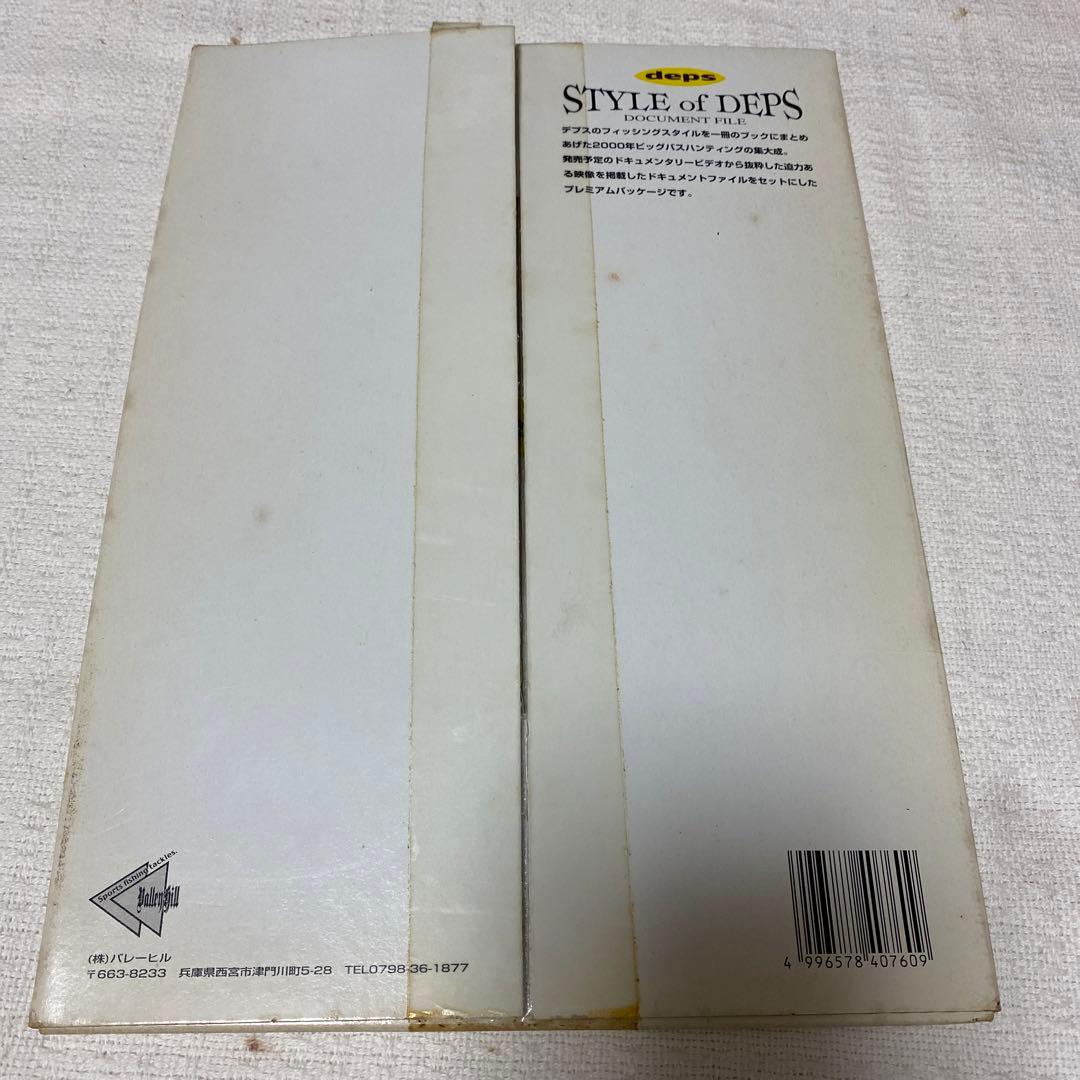 deps
STYLE of DEPS
DOCUMENT FILE
デプスのフィッシングスタイルを一冊のブックにまとめ
あげた2000年ビッグバスハンティングの集大成。
発売予定のドキュメンタリービデオから抜粋した迫力あ
る映像を掲載したドキュメントファイルをセットにした
プレミアムパッケージです。
Sports fishing tackles.
ValleyHill
(株)バレーヒル
〒663-8233 兵庫県西宮市津門川町5-28 TEL0798-36-1877
4 996578 407609